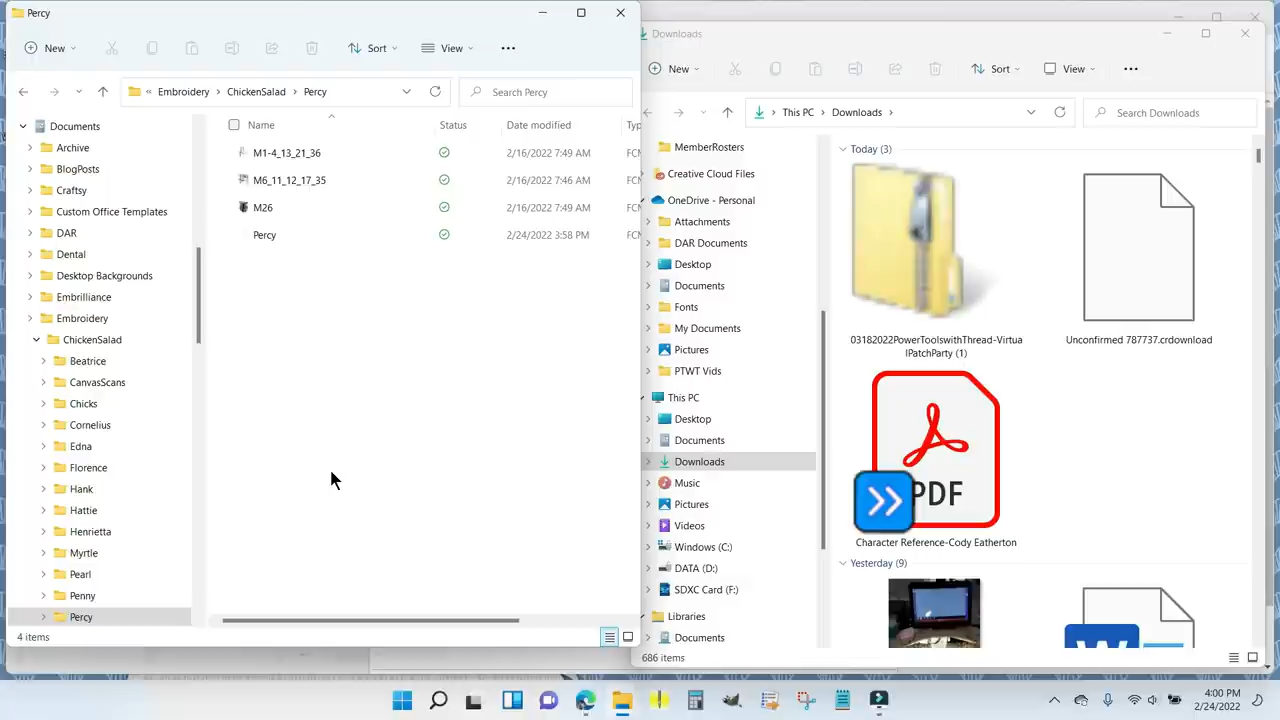 Percy
New
Sort
View
« Embroidery > ChickenSalad > Percy
Search Percy
Documents
Archive
BlogPosts
Craftsy
Custom Office Templates
DAR
Dental
Desktop Backgrounds
Embrilliance
Embroidery
ChickenSalad
Beatrice
CanvasScans
Chicks
Cornelius
Edna
Florence
Hank
Hattie
Henrietta
Myrtle
Pearl
Penny
Percy
Name Status Date modified Typ
M1-4_13_21_36 2/16/2022 7:49 AM FCM
M6_11_12_17_35 2/16/2022 7:46 AM FCM
M26 2/16/2022 7:49 AM FCM
Percy 2/24/2022 3:58 PM FCM
4 items
Downloads
New
Sort
View
This PC > Downloads >
Search Downloads
MemberRosters
Creative Cloud Files
OneDrive - Personal
Attachments
DAR Documents
Desktop
Documents
Fonts
My Documents
Pictures
PTWT Vids
This PC
Desktop
Documents
Downloads
Music
Pictures
Videos
Windows (C:)
DATA (D:)
SDXC Card (F:)
Libraries
Documents
Today (3)
03182022PowerToolswithThread-Virtua
lPatchParty (1)
Unconfirmed 787737.crdownload
PDF
Character Reference-Cody Eatherton
Yesterday (9)
686 items
4:00 PM
2/24/2022